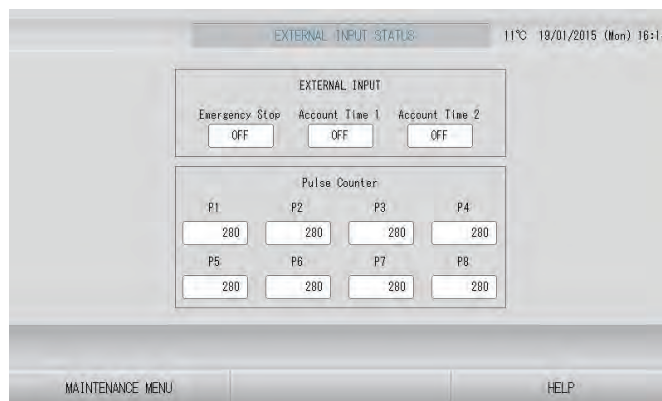 EXTERNAL INPUT STATUS 11℃ 19/01/2015 (Mon)
EXTERNAL INPUT
Emergency Stop Account Time 1 Account Time 2
OFF OFF OFF
Pulse Counter
P1 P2 P3 P4
280 280 280 280
P5 P6 P7 P8
280 280 280 280
MAINTENANCE MENU HELP